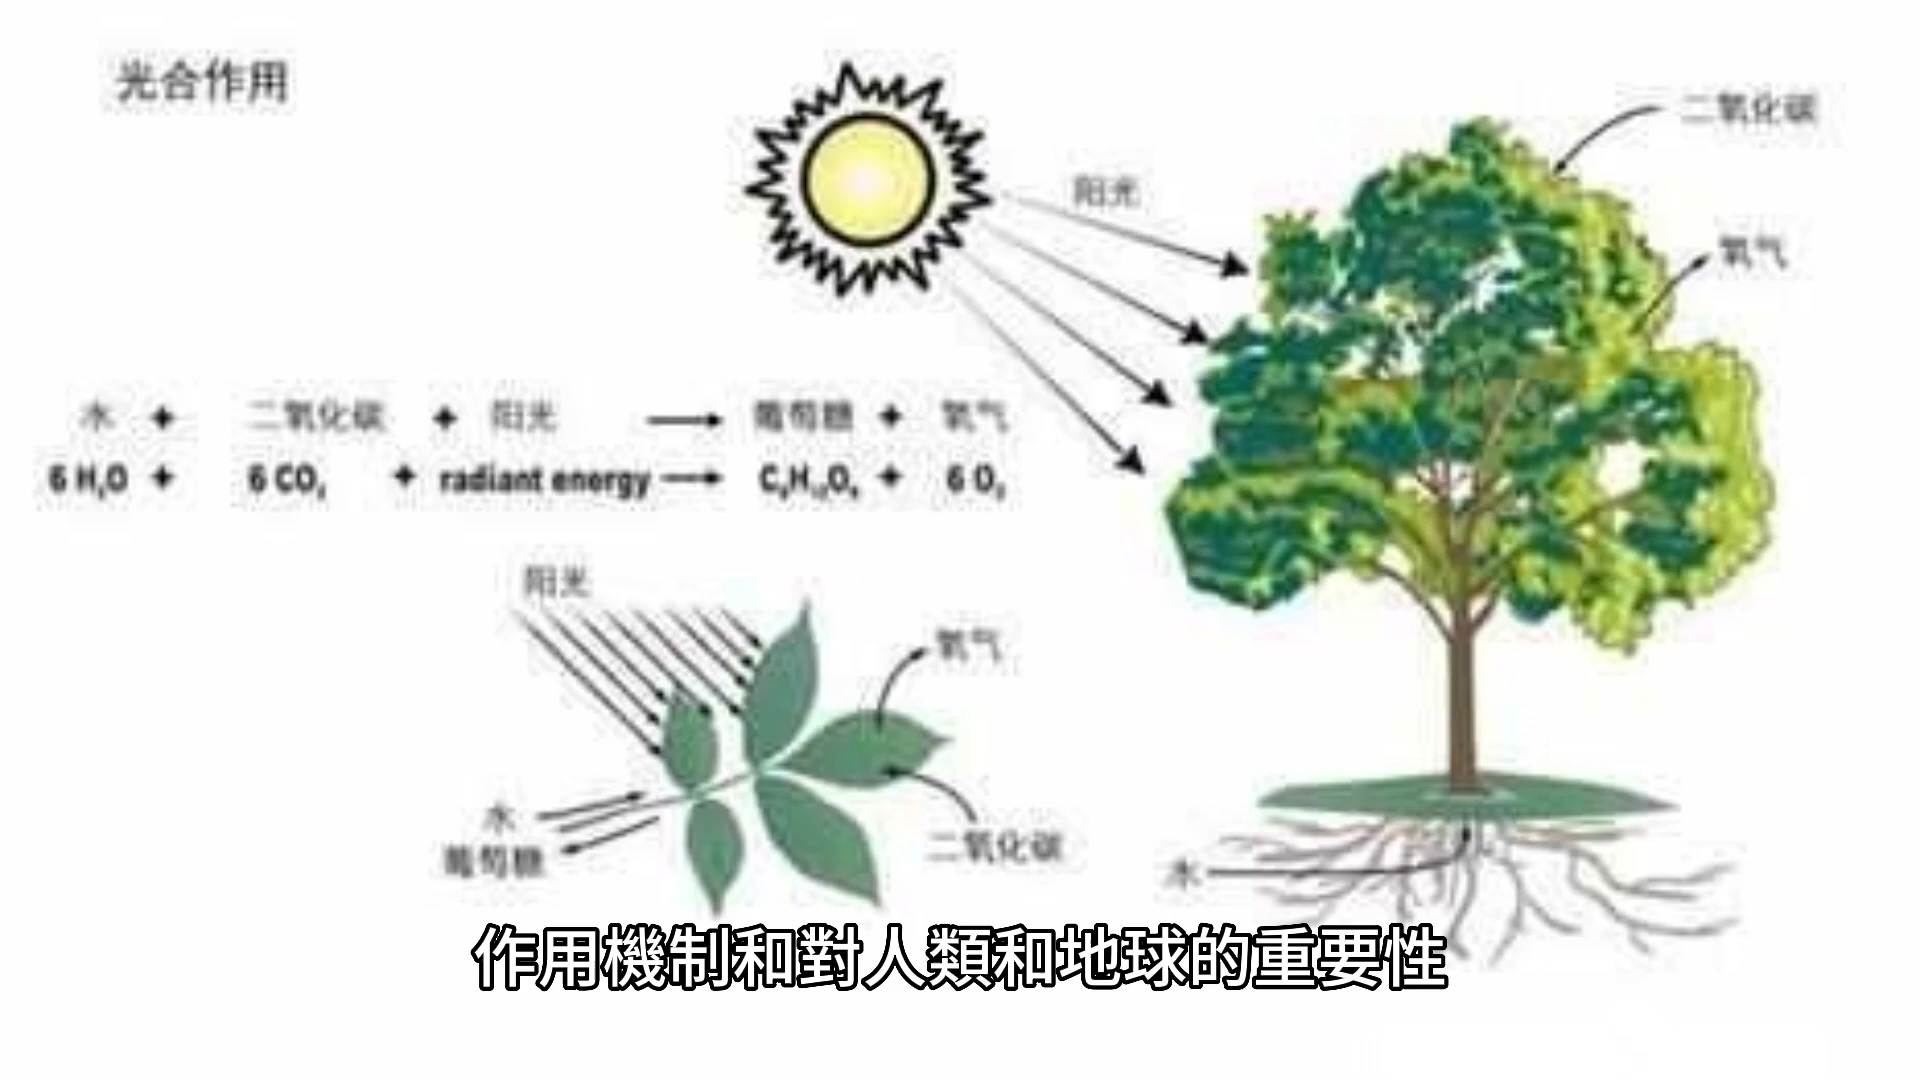 光合作用
二氧化碳
阳光
氧气
水 + 二氧化碳 + 阳光 → 葡萄糖 + 氧气
6 H₂O + 6 CO₂ + radiant energy → C₆H₁₂O₆ + 6 O₂
阳光
氧气
水
葡萄糖
二氧化碳
水
作用機制和對人類和地球的重要性